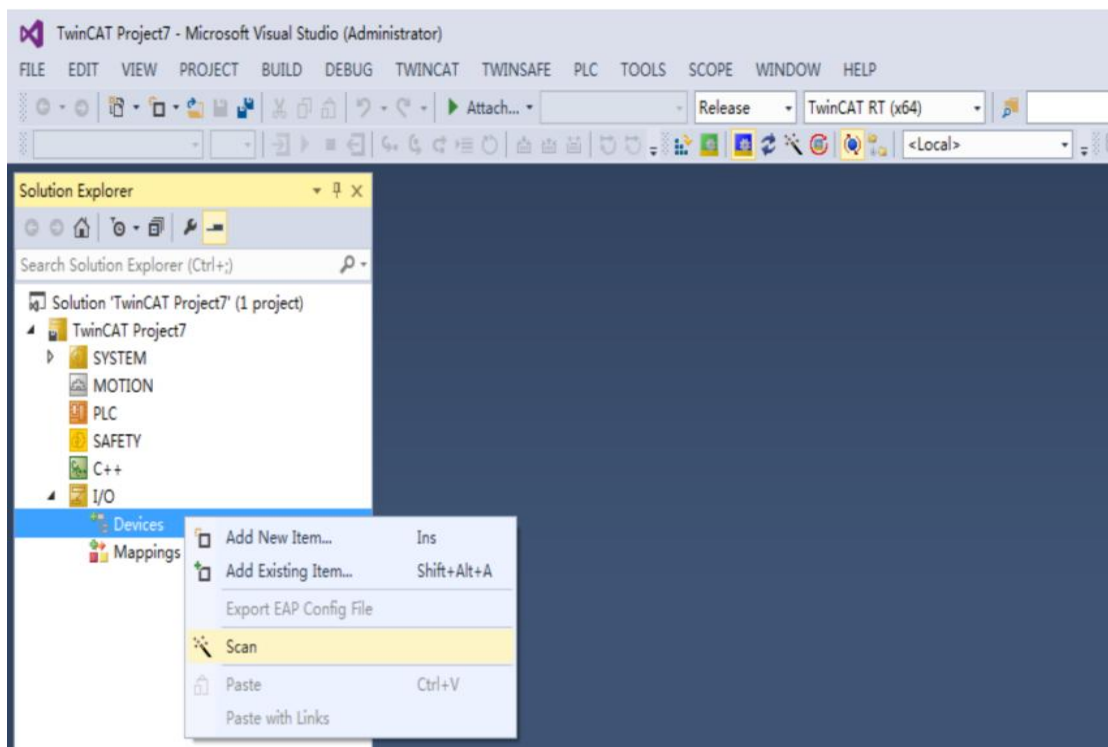 TwinCAT Project7 - Microsoft Visual Studio (Administrator)
FILE EDIT VIEW PROJECT BUILD DEBUG TWINCAT TWINSAFE PLC TOOLS SCOPE WINDOW HELP
Attach... Release TwinCAT RT (x64)
<Local>
Solution Explorer
Search Solution Explorer (Ctrl+;)
Solution 'TwinCAT Project7' (1 project)
TwinCAT Project7
SYSTEM
MOTION
PLC
SAFETY
C++
I/O
Devices
Mappings
Add New Item... Ins
Add Existing Item... Shift+Alt+A
Export EAP Config File
Scan
Paste Ctrl+V
Paste with Links